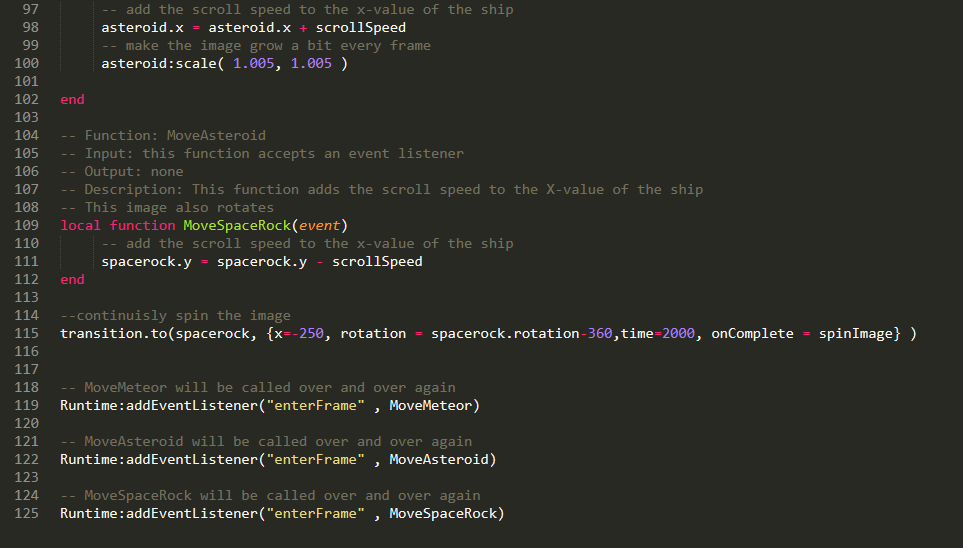 97 -- add the scroll speed to the x-value of the ship
98 asteroid.x = asteroid.x + scrollSpeed
99 -- make the image grow a bit every frame
100 asteroid:scale( 1.005, 1.005 )
101
102 end
103
104 -- Function: MoveAsteroid
105 -- Input: this function accepts an event listener
106 -- Output: none
107 -- Description: This function adds the scroll speed to the X-value of the ship
108 -- This image also rotates
109 local function MoveSpaceRock(event)
110 -- add the scroll speed to the x-value of the ship
111 spacerock.y = spacerock.y - scrollSpeed
112 end
113
114 --continuisly spin the image
115 transition.to(spacerock, {x=-250, rotation = spacerock.rotation-360,time=2000, onComplete = spinImage} )
116
117
118 -- MoveMeteor will be called over and over again
119 Runtime:addEventListener("enterFrame" , MoveMeteor)
120
121 -- MoveAsteroid will be called over and over again
122 Runtime:addEventListener("enterFrame" , MoveAsteroid)
123
124 -- MoveSpaceRock will be called over and over again
125 Runtime:addEventListener("enterFrame" , MoveSpaceRock)